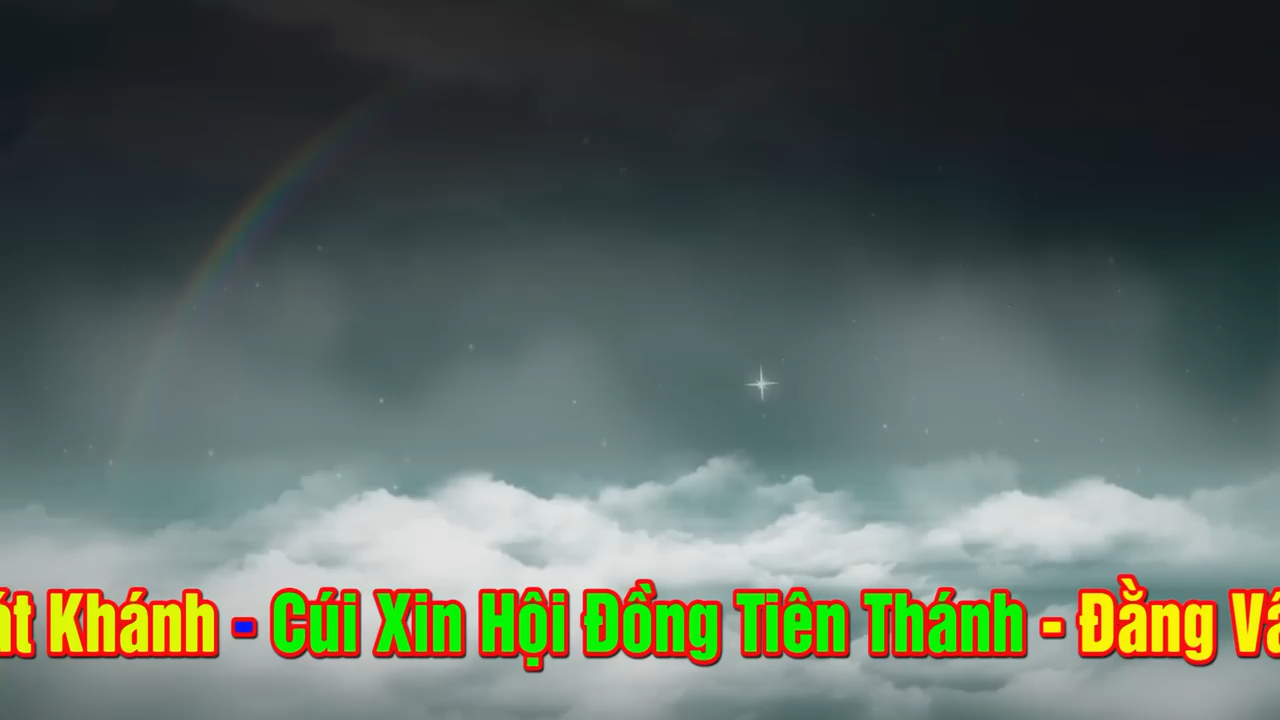 Khánh - Cúi Xin Hội Đồng Tiên Thánh - Đằng